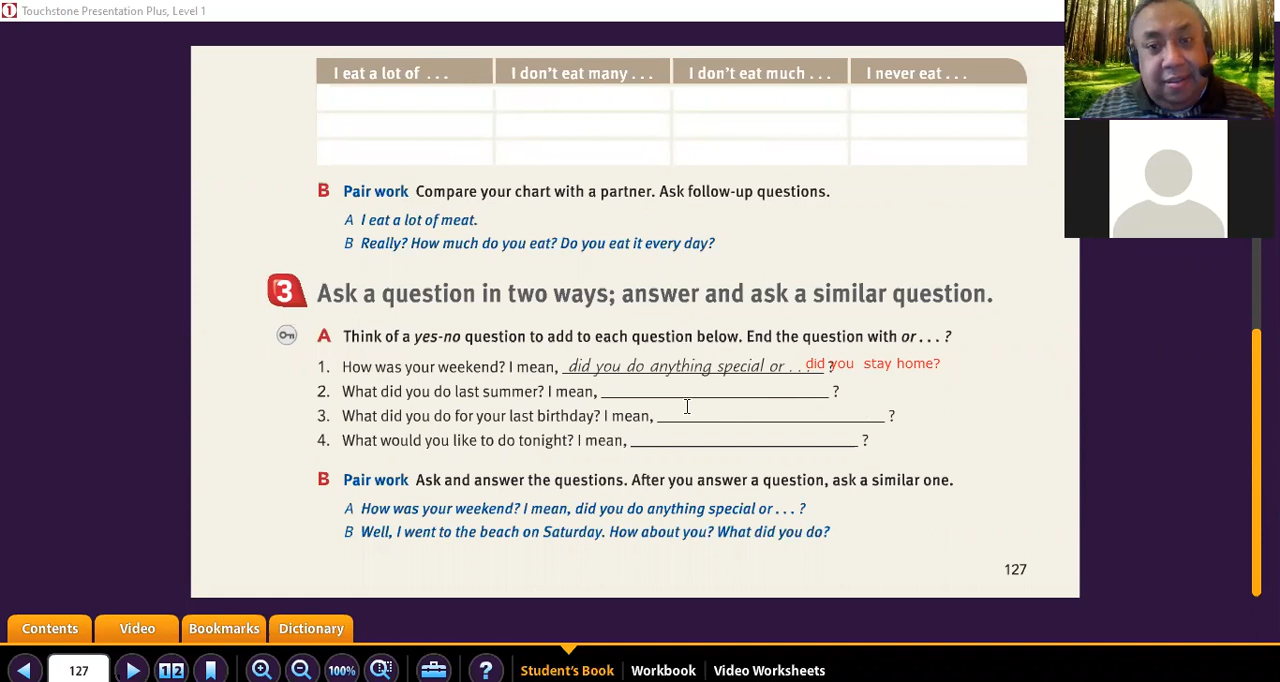 Touchstone Presentation Plus, Level 1
I eat a lot of . . . I don't eat many . . . I don't eat much . . . I never eat . . .
B Pair work Compare your chart with a partner. Ask follow-up questions.
A I eat a lot of meat.
B Really? How much do you eat? Do you eat it every day?
3 Ask a question in two ways; answer and ask a similar question.
A Think of a yes-no question to add to each question below. End the question with or . . . ?
1. How was your weekend? I mean, did you do anything special or . . . ? did you stay home?
2. What did you do last summer? I mean, ____ ?
3. What did you do for your last birthday? I mean, ____ ?
4. What would you like to do tonight? I mean, ____ ?
B Pair work Ask and answer the questions. After you answer a question, ask a similar one.
A How was your weekend? I mean, did you do anything special or . . . ?
B Well, I went to the beach on Saturday. How about you? What did you do?
127
Contents Video Bookmarks Dictionary
127 12 100% ? Student's Book Workbook Video Worksheets